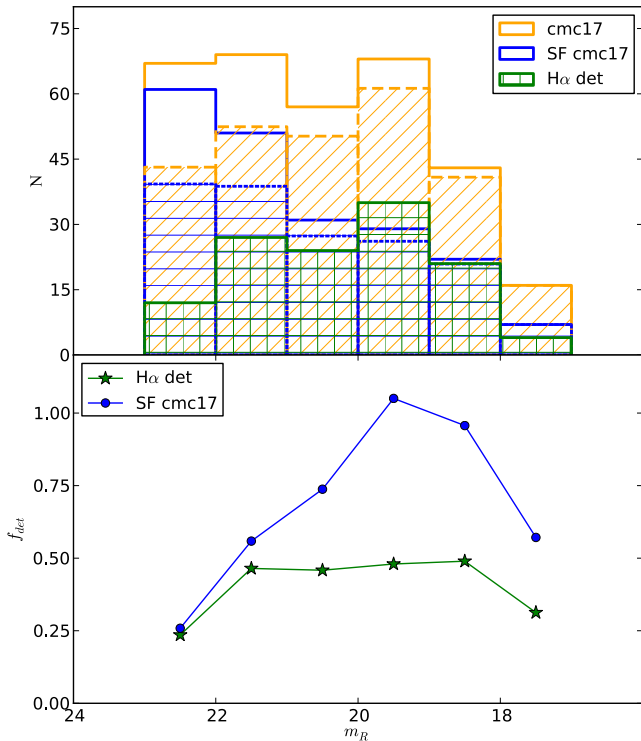 75
60
45
30
15
0
N
cmc17
SF cmc17
Hα det
Hα det
SF cmc17
1.00
0.75
0.50
0.25
0.00
f_det
24
22
20
18
m_R